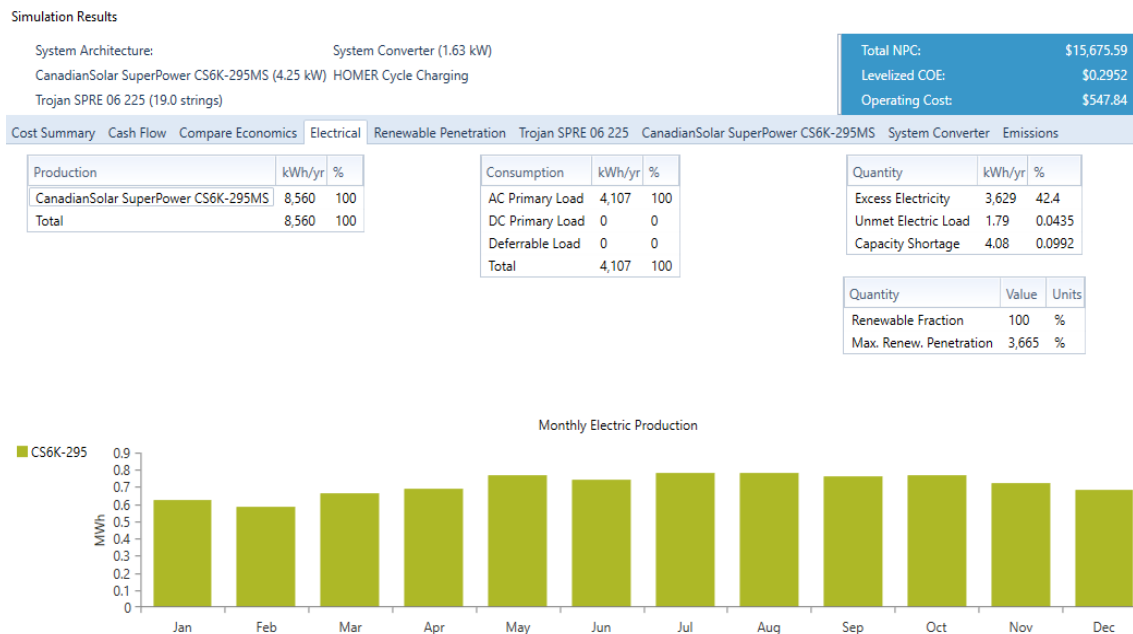 Simulation Results
System Architecture:
CanadianSolar SuperPower CS6K-295MS (4.25 kW)
Trojan SPRE 06 225 (19.0 strings)
System Converter (1.63 kW)
HOMER Cycle Charging
Total NPC: $15,675.59
Levelized COE: $0.2952
Operating Cost: $547.84
Cost Summary Cash Flow Compare Economics Electrical Renewable Penetration Trojan SPRE 06 225 CanadianSolar SuperPower CS6K-295MS System Converter Emissions
Production kWh/yr %
CanadianSolar SuperPower CS6K-295MS 8,560 100
Total 8,560 100
Consumption kWh/yr %
AC Primary Load 4,107 100
DC Primary Load 0 0
Deferrable Load 0 0
Total 4,107 100
Quantity kWh/yr %
Excess Electricity 3,629 42.4
Unmet Electric Load 1.79 0.0435
Capacity Shortage 4.08 0.0992
Quantity Value Units
Renewable Fraction 100 %
Max. Renew. Penetration 3,665 %
Monthly Electric Production
CS6K-295
MWh
0.9
0.8
0.7
0.6
0.5
0.4
0.3
0.2
0.1
0
Jan Feb Mar Apr May Jun Jul Aug Sep Oct Nov Dec